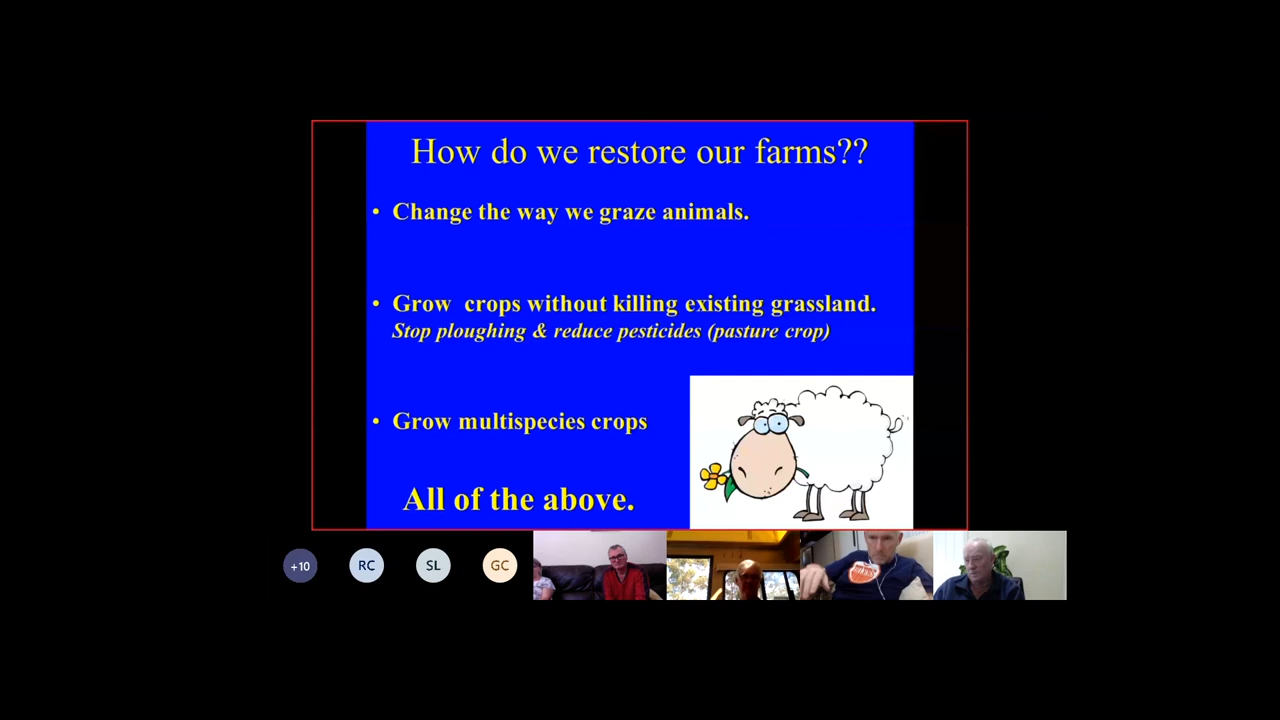 How do we restore our farms??
• Change the way we graze animals.
• Grow crops without killing existing grassland.
Stop ploughing & reduce pesticides (pasture crop)
• Grow multispecies crops
All of the above.
+10
RC
SL
GC